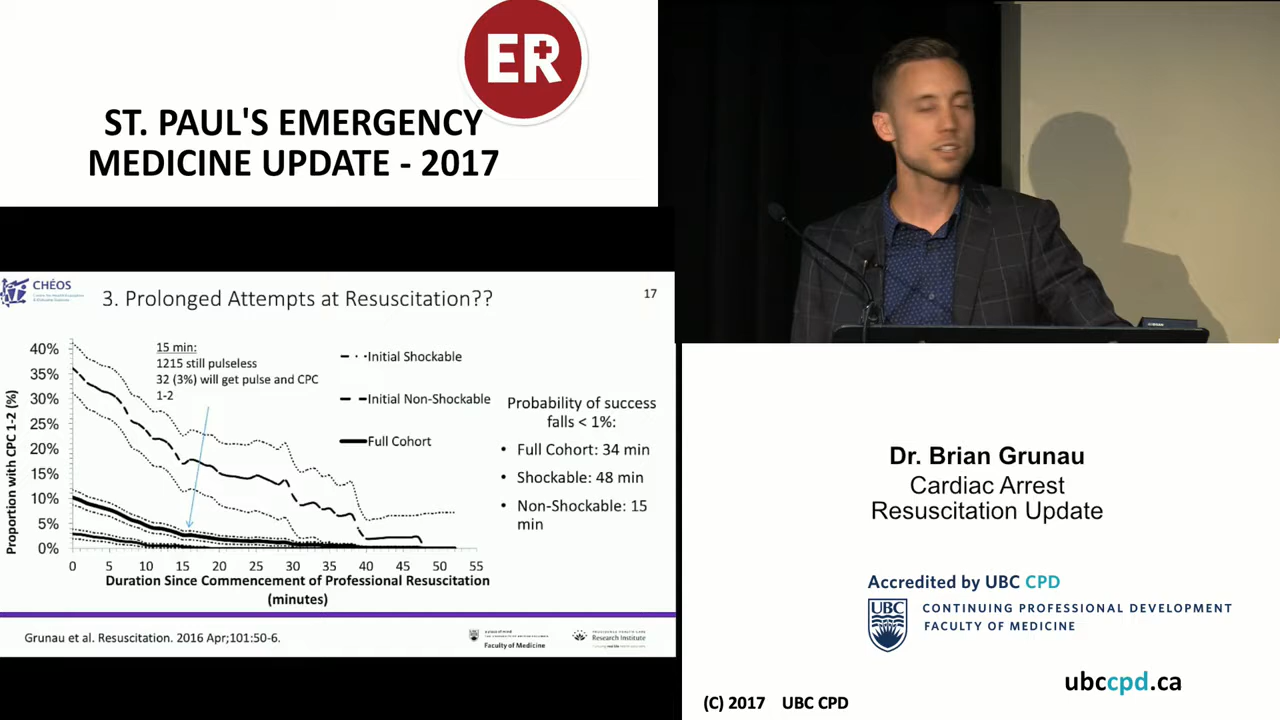 ER
ST. PAUL'S EMERGENCY
MEDICINE UPDATE - 2017
CHÉOS
3. Prolonged Attempts at Resuscitation??
17
40%
35%
30%
25%
20%
15%
10%
5%
0%
Proportion with CPC 1-2 (%)
15 min:
1215 still pulseless
32 (3%) will get pulse and CPC
1-2
Initial Shockable
Initial Non-Shockable
Full Cohort
0 5 10 15 20 25 30 35 40 45 50 55
Duration Since Commencement of Professional Resuscitation
(minutes)
Probability of success
falls < 1%:
• Full Cohort: 34 min
• Shockable: 48 min
• Non-Shockable: 15
min
Grunau et al. Resuscitation. 2016 Apr;101:50-6.
Faculty of Medicine
Research Institute
Dr. Brian Grunau
Cardiac Arrest
Resuscitation Update
Accredited by UBC CPD
UBC
CONTINUING PROFESSIONAL DEVELOPMENT
FACULTY OF MEDICINE
ubccpd.ca
(C) 2017 UBC CPD